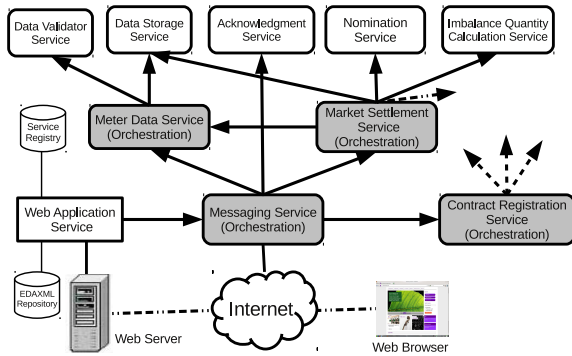 Data Validator
Service
Data Storage
Service
Acknowledgment
Service
Nomination
Service
Imbalance Quantity
Calculation Service
Meter Data Service
(Orchestration)
Market Settlement
Service
(Orchestration)
Service
Registry
Web Application
Service
Messaging Service
(Orchestration)
Contract Registration
Service
(Orchestration)
EDAXML
Repository
Web Server
Internet
Web Browser